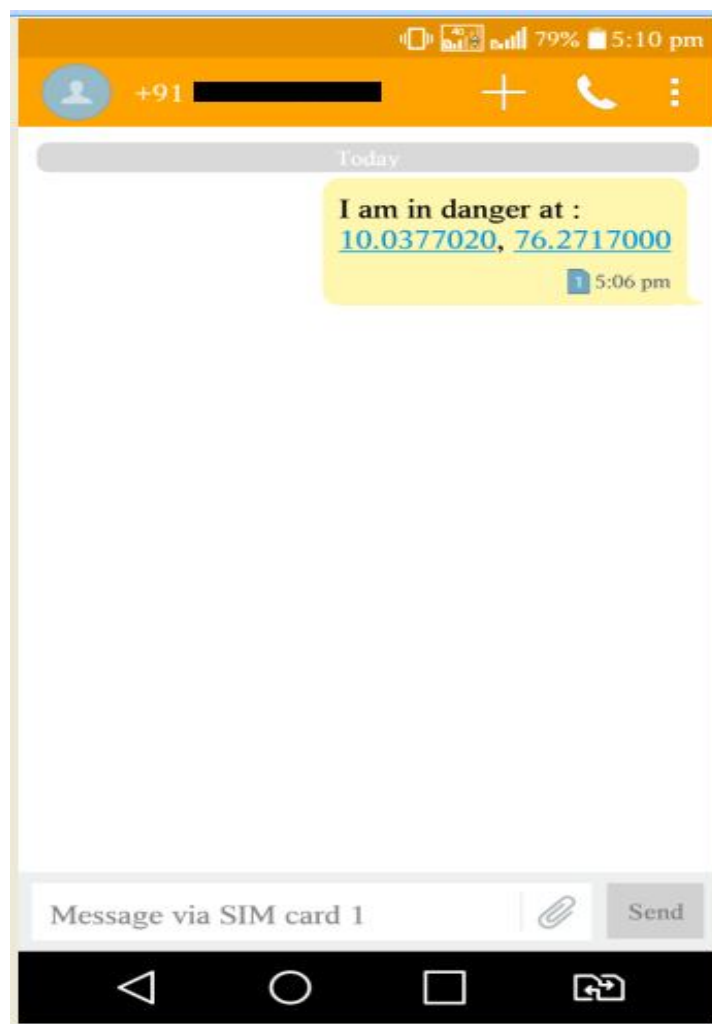 79% 5:10 pm
+91
Today
I am in danger at :
10.0377020, 76.2717000
1 5:06 pm
Message via SIM card 1
Send